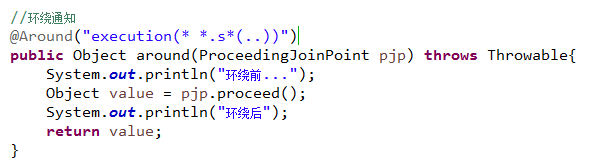 //环绕通知
@Around("execution(* *.s*(..))")
public Object around(ProceedingJoinPoint pjp) throws Throwable{
    System.out.println("环绕前...");
    Object value = pjp.proceed();
    System.out.println("环绕后");
    return value;
}